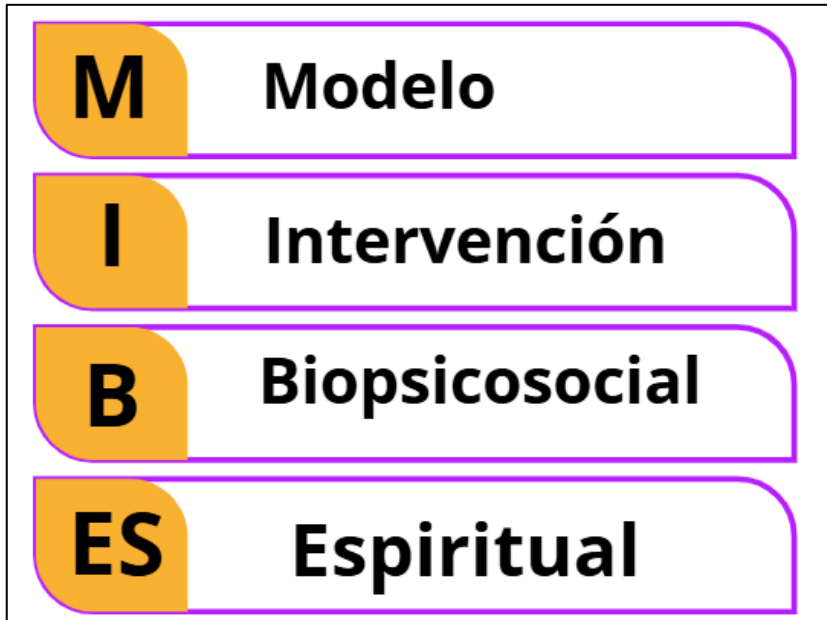 M Modelo
I Intervención
B Biopsicosocial
ES Espiritual